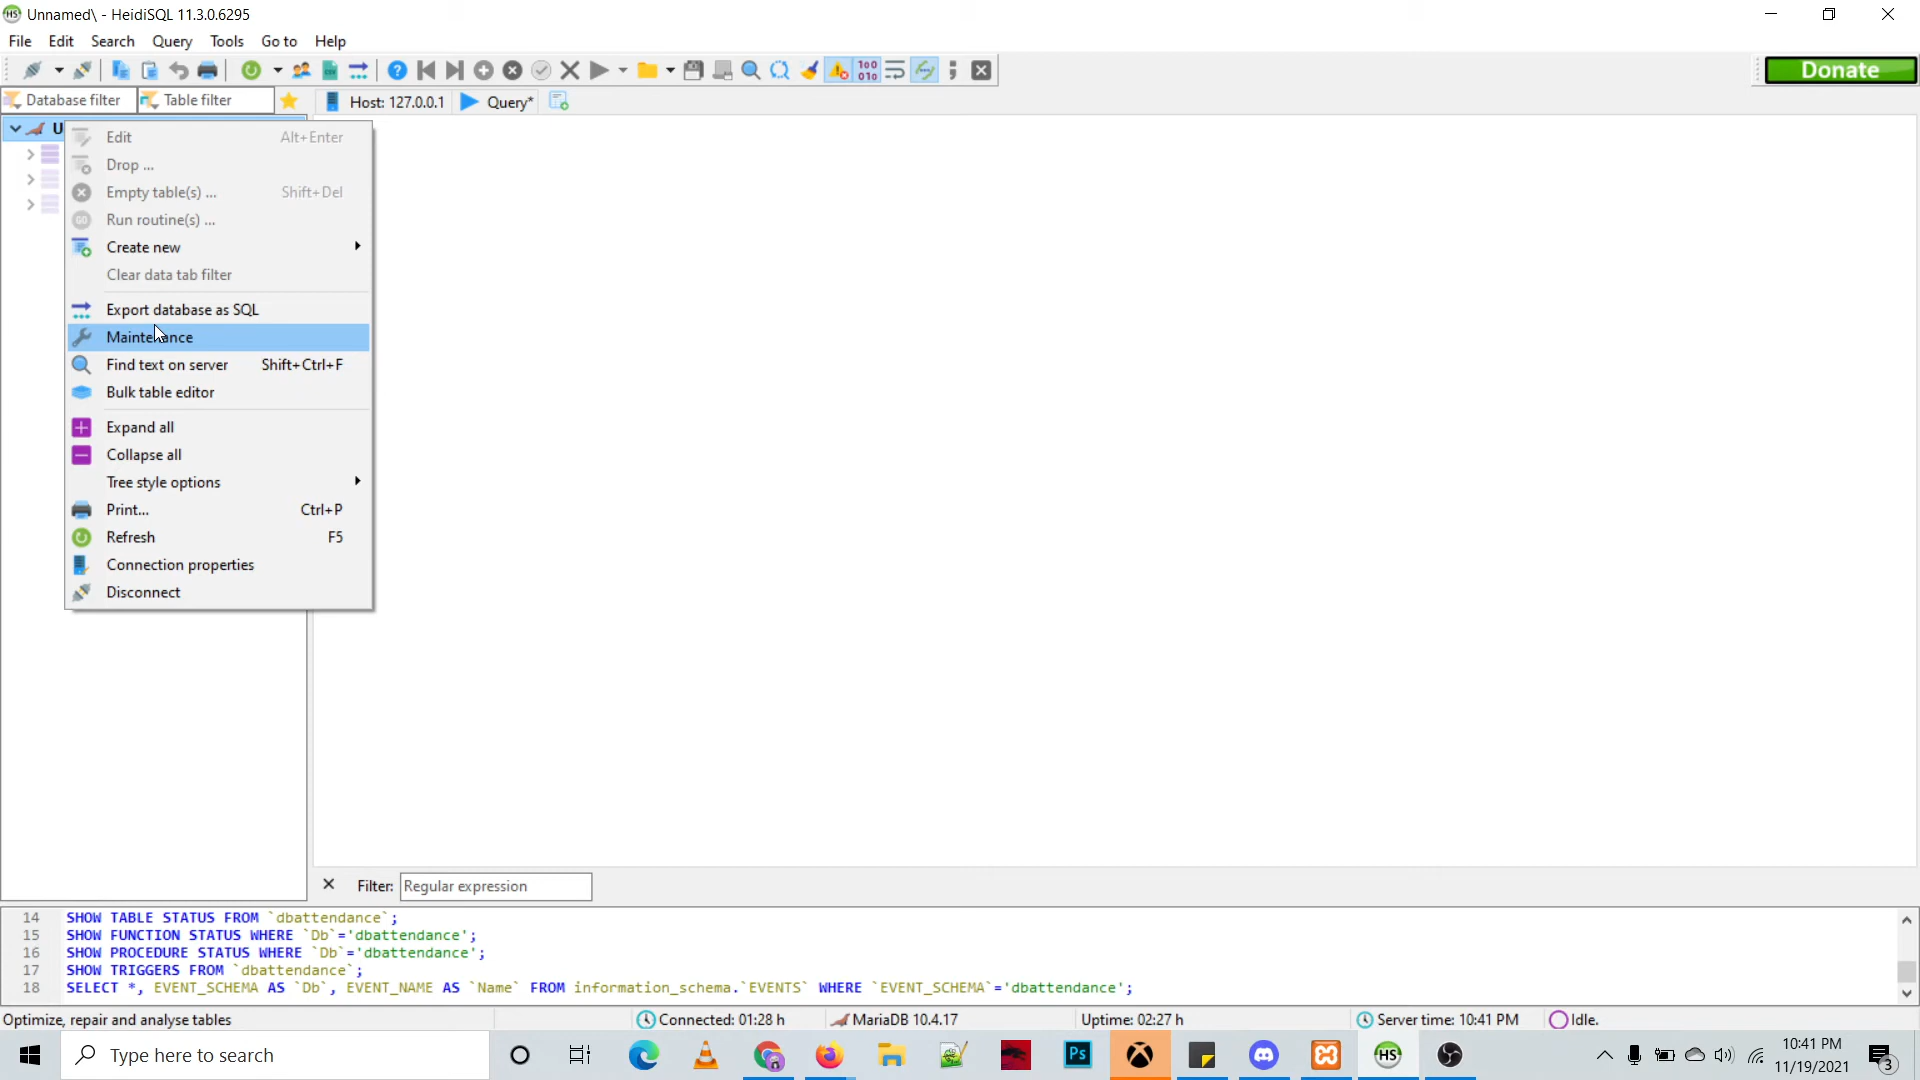 HS Unnamed\ - HeidiSQL 11.3.0.6295
File Edit Search Query Tools Go to Help
100
010
Donate
Database filter Table filter Host: 127.0.0.1 Query*
U
Edit Alt+Enter
Drop ...
Empty table(s) ... Shift+Del
GO Run routine(s) ...
Create new
Clear data tab filter
Export database as SQL
Maintenance
Find text on server Shift+Ctrl+F
Bulk table editor
Expand all
Collapse all
Tree style options
Print... Ctrl+P
Refresh F5
Connection properties
Disconnect
Filter: Regular expression
14 SHOW TABLE STATUS FROM `dbattendance`;
15 SHOW FUNCTION STATUS WHERE `Db`='dbattendance';
16 SHOW PROCEDURE STATUS WHERE `Db`='dbattendance';
17 SHOW TRIGGERS FROM `dbattendance`;
18 SELECT *, EVENT_SCHEMA AS `Db`, EVENT_NAME AS `Name` FROM information_schema.`EVENTS` WHERE `EVENT_SCHEMA`='dbattendance';
Optimize, repair and analyse tables Connected: 01:28 h MariaDB 10.4.17 Uptime: 02:27 h Server time: 10:41 PM Idle.
Type here to search
Ps
HS
10:41 PM
11/19/2021
3